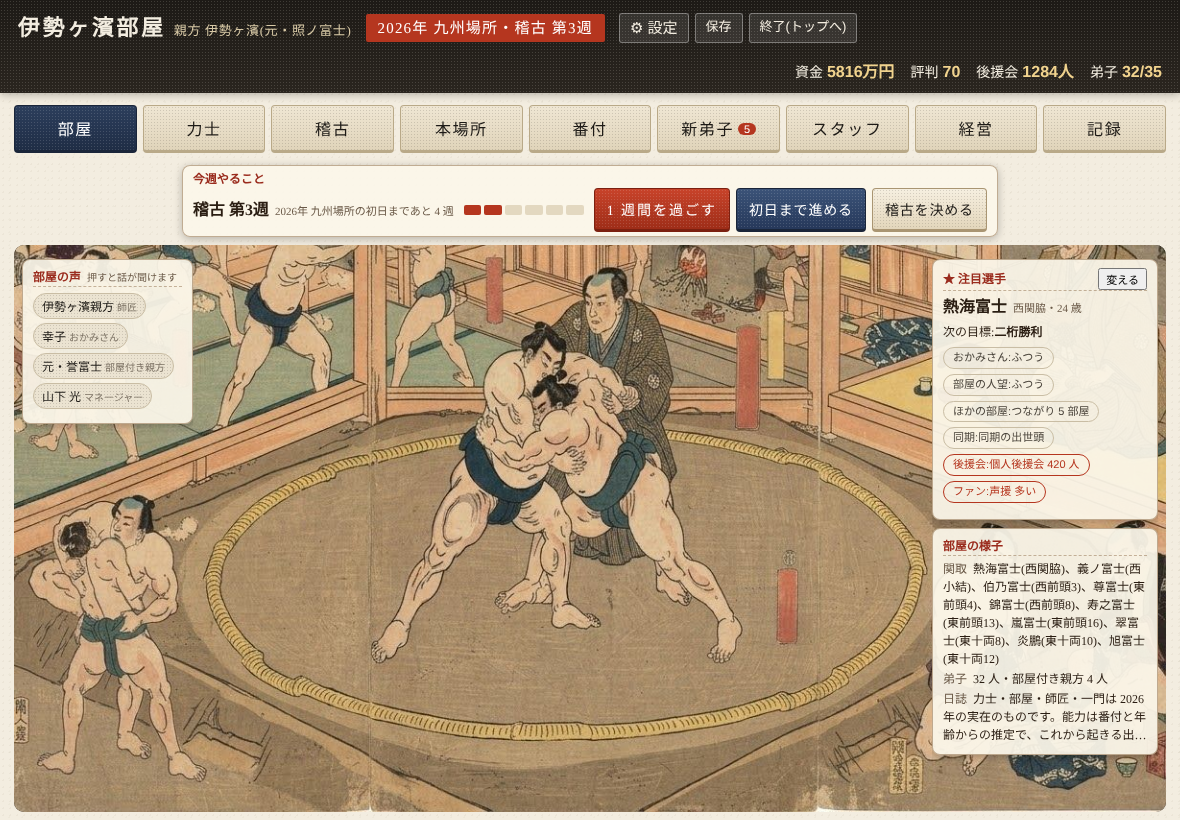 伊勢ヶ濱部屋 親方 伊勢ヶ濱(元・照ノ富士) 2026年 九州場所・稽古 第3週 ⚙ 設定 保存 終了(トップへ)
資金 5816万円 評判 70 後援会 1284人 弟子 32/35
部屋 力士 稽古 本場所 番付 新弟子 5 スタッフ 経営 記録
今週やること
稽古 第3週 2026年 九州場所の初日まであと 4 週 1 週間を過ごす 初日まで進める 稽古を決める
部屋の声 押すと話が聞けます
伊勢ヶ濱親方 師匠
幸子 おかみさん
元・誉富士 部屋付き親方
山下 光 マネージャー
★ 注目選手 変える
熱海富士 西関脇・24 歳
次の目標:二桁勝利
おかみさん:ふつう
部屋の人望:ふつう
ほかの部屋:つながり 5 部屋
同期:同期の出世頭
後援会:個人後援会 420 人
ファン:声援 多い
部屋の様子
関取 熱海富士(西関脇)、義ノ富士(西
小結)、伯乃富士(西前頭3)、尊富士(東
前頭4)、錦富士(西前頭8)、寿之富士
(東前頭13)、嵐富士(東前頭16)、翠富
士(東十両8)、炎鵬(東十両10)、旭富士
(東十両12)
弟子 32 人・部屋付き親方 4 人
日誌 力士・部屋・師匠・一門は 2026
年の実在のものです。能力は番付と年
齢からの推定で、これから起きる出…